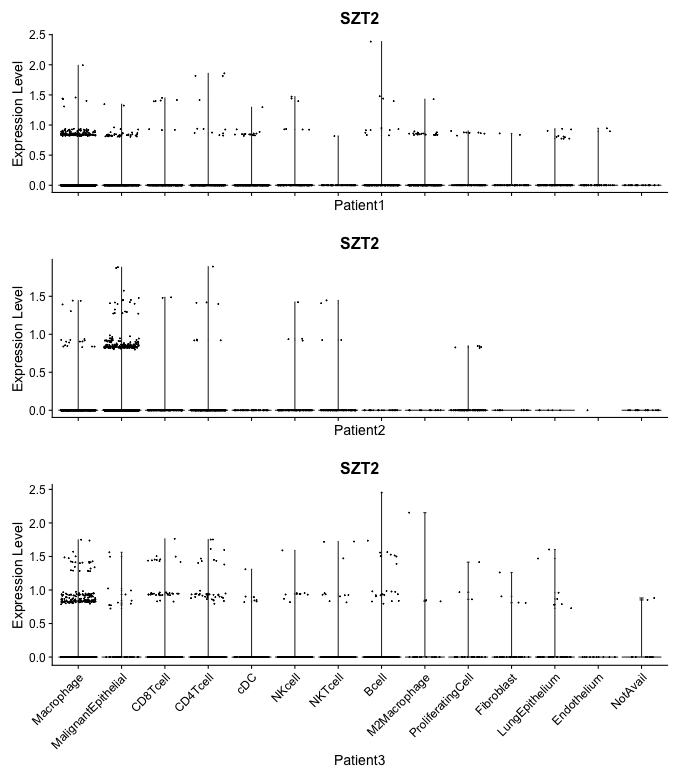 SZT2
Expression Level
2.5
2.0
1.5
1.0
0.5
0.0
Patient1
SZT2
Expression Level
1.5
1.0
0.5
0.0
Patient2
SZT2
Expression Level
2.5
2.0
1.5
1.0
0.5
0.0
Macrophage
MalignantEpithelial
CD8Tcell
CD4Tcell
cDC
NKcell
NKTcell
Bcell
M2Macrophage
ProliferatingCell
Fibroblast
LungEpithelium
Endothelium
NotAvail
Patient3